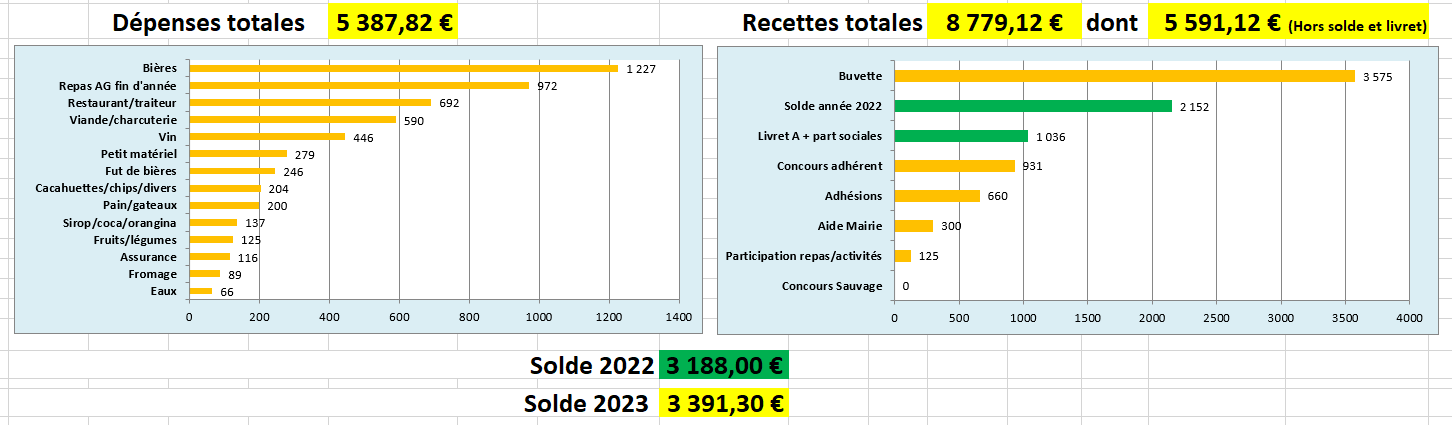 Dépenses totales 5 387,82 €
Recettes totales 8 779,12 € dont 5 591,12 € (Hors solde et livret)
Bières 1 227
Repas AG fin d'année 972
Restaurant/traiteur 692
Viande/charcuterie 590
Vin 446
Petit matériel 279
Fut de bières 246
Cacahuettes/chips/divers 204
Pain/gateaux 200
Sirop/coca/orangina 137
Fruits/légumes 125
Assurance 116
Fromage 89
Eaux 66
0 200 400 600 800 1000 1200 1400
Buvette 3 575
Solde année 2022 2 152
Livret A + part sociales 1 036
Concours adhérent 931
Adhésions 660
Aide Mairie 300
Participation repas/activités 125
Concours Sauvage 0
0 500 1000 1500 2000 2500 3000 3500 4000
Solde 2022 3 188,00 €
Solde 2023 3 391,30 €